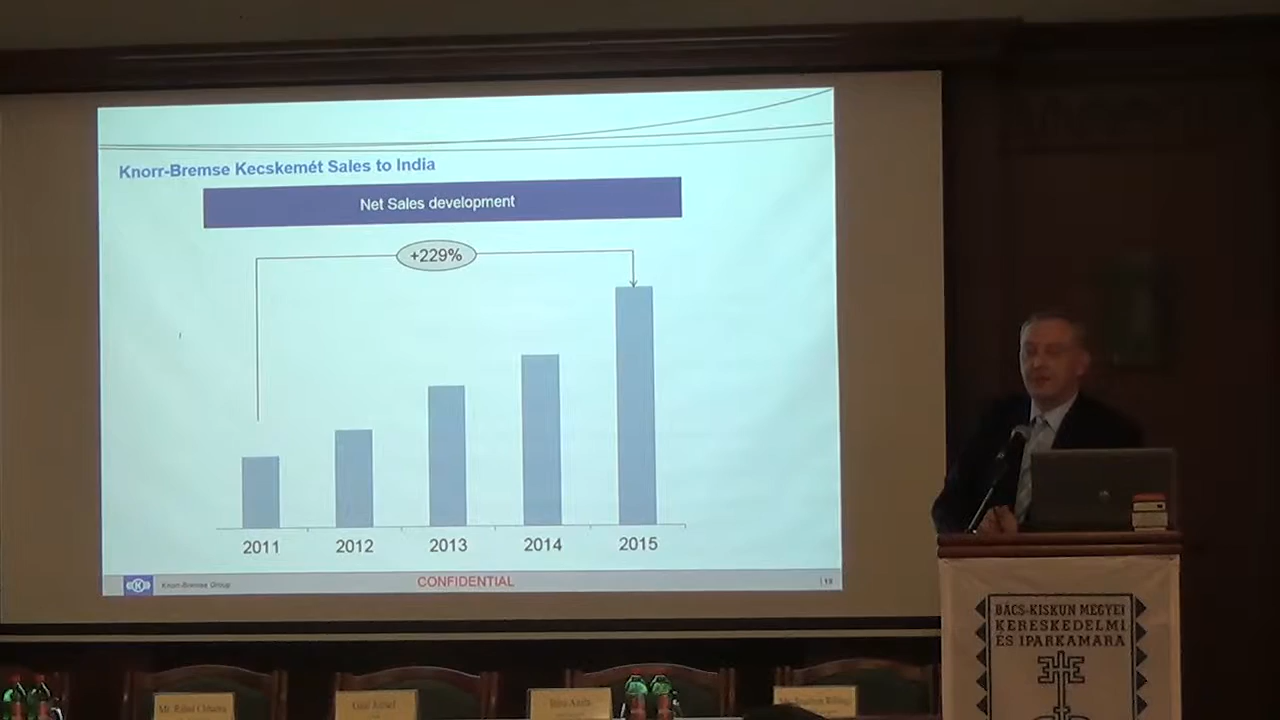 Knorr-Bremse Kecskemét Sales to India
Net Sales development
+229%
2011 2012 2013 2014 2015
Knorr-Bremse Group
CONFIDENTIAL
BÁCS-KISKUN MEGYEI
KERESKEDELMI
ÉS IPARKAMARA